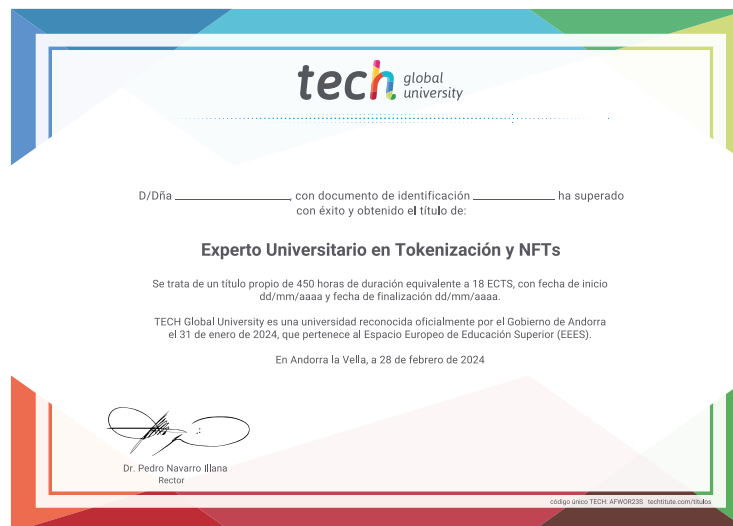 tech global
university
D/Dña ____________________, con documento de identificación ______________ ha superado
con éxito y obtenido el título de:
Experto Universitario en Tokenización y NFTs
Se trata de un título propio de 450 horas de duración equivalente a 18 ECTS, con fecha de inicio
dd/mm/aaaa y fecha de finalización dd/mm/aaaa.
TECH Global University es una universidad reconocida oficialmente por el Gobierno de Andorra
el 31 de enero de 2024, que pertenece al Espacio Europeo de Educación Superior (EEES).
En Andorra la Vella, a 28 de febrero de 2024
Dr. Pedro Navarro Illana
Rector
código único TECH: AFWOR23S techtitute.com/titulos